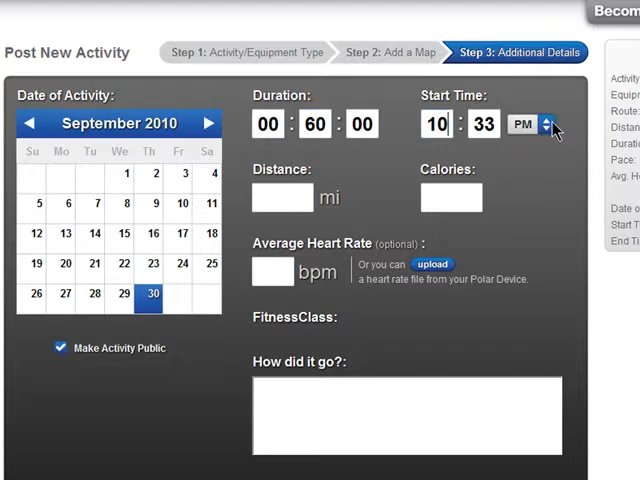 Becom
Post New Activity
Step 1: Activity/Equipment Type
Step 2: Add a Map
Step 3: Additional Details
Date of Activity:
September 2010
Su Mo Tu We Th Fr Sa
1 2 3 4
5 6 7 8 9 10 11
12 13 14 15 16 17 18
19 20 21 22 23 24 25
26 27 28 29 30
Make Activity Public
Duration:
00 : 60 : 00
Start Time:
10 : 33 PM
Distance:
mi
Calories:
Average Heart Rate (optional) :
bpm
Or you can upload
a heart rate file from your Polar Device.
FitnessClass:
How did it go?:
Activity
Equipm
Route:
Distan
Duratio
Pace:
Avg. He
Date o
Start T
End Ti